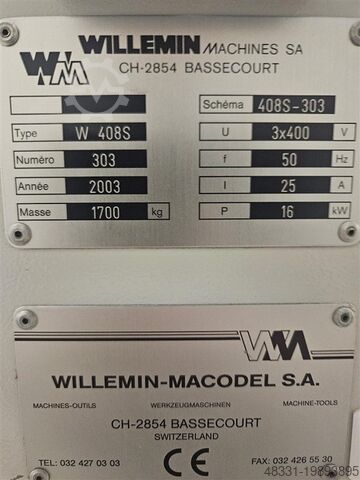 WM WILLEMIN MACHINES SA
CH-2854 BASSECOURT
Schéma 408S-303
Type W 408S U 3x400 V
Numéro 303 f 50 Hz
Année 2003 I 25 A
Masse 1700 kg P 16 kW
WM
WILLEMIN-MACODEL S.A.
MACHINES-OUTILS WERKZEUGMASCHINEN MACHINE-TOOLS
CH-2854 BASSECOURT
SWITZERLAND
TEL: 032 427 03 03 CE FAX: 032 426 55 30
48331-19893895